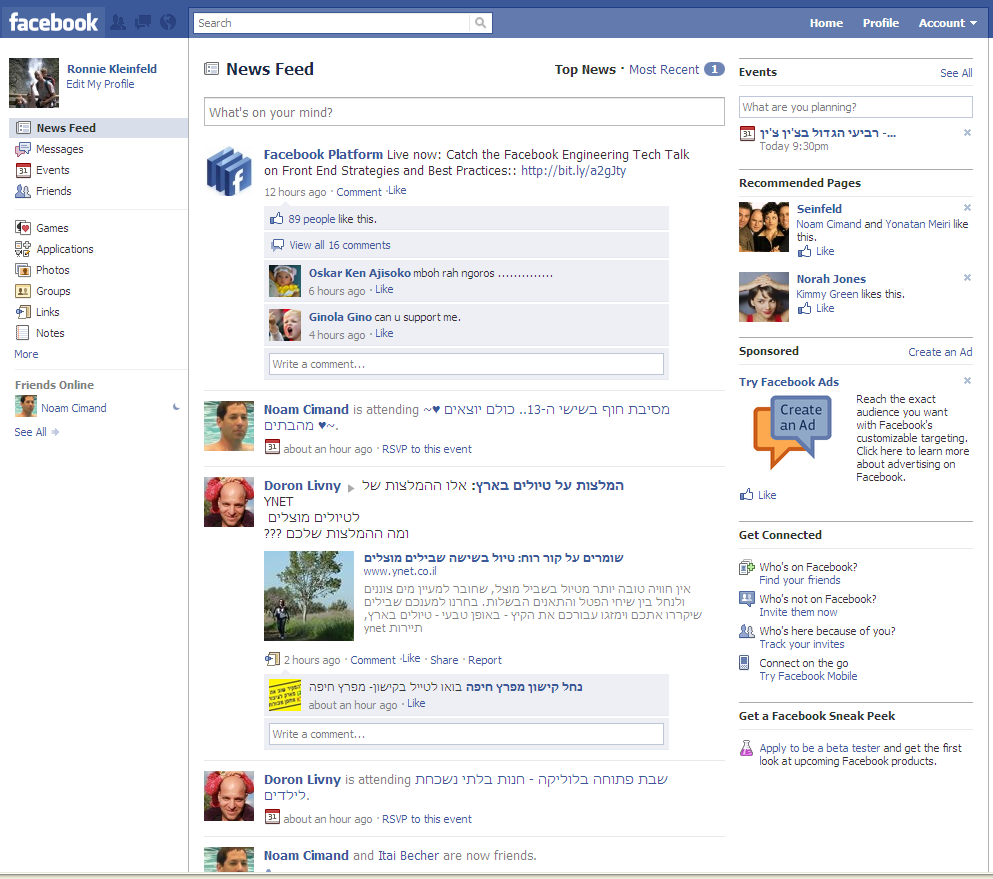 facebook
Search
Home Profile Account
Ronnie Kleinfeld
Edit My Profile
News Feed
Messages
Events
Friends
Games
Applications
Photos
Groups
Links
Notes
More
Friends Online
Noam Cimand
See All
News Feed
Top News · Most Recent 1
What's on your mind?
Facebook Platform Live now: Catch the Facebook Engineering Tech Talk
on Front End Strategies and Best Practices:: http://bit.ly/a2gJty
12 hours ago · Comment · Like
89 people like this.
View all 16 comments
Oskar Ken Ajisoko mboh rah ngoros ..............
6 hours ago · Like
Ginola Gino can u support me.
4 hours ago · Like
Write a comment...
Noam Cimand is attending ~♥ מסיבת חוף בשישי ה-13.. כולם יוצאים
מהבתים ♥~.
31 about an hour ago · RSVP to this event
Doron Livny המלצות על טיולים בארץ: אלו ההמלצות של
YNET
לטיולים מוצלים
ומה ההמלצות שלכם ???
שומרים על קור רוח: טיול בשישה שבילים מוצלים
www.ynet.co.il
אין חוויה טובה יותר מטיול בשביל מוצל, שחובר למעיין מים צוננים
ולנחל בין שיחי הפטל והתאנים הבשלות. בחרנו למענכם שבילים
שיקררו אתכם וימזגו עבורכם את הקיץ - באופן טבעי - טיולים בארץ,
תיירות ynet
2 hours ago · Comment · Like · Share · Report
נחל קישון מפרץ חיפה בואו לטייל בקישון- מפרץ חיפה
about an hour ago · Like
Write a comment...
Doron Livny is attending שבת פתוחה בלוליקה - חנות בלתי נשכחת
לילדים.
31 about an hour ago · RSVP to this event
Noam Cimand and Itai Becher are now friends.
Events See All
What are you planning?
31 רביעי הגדול בצ'ין צ'ין -...
Today 9:30pm
Recommended Pages
Seinfeld
Noam Cimand and Yonatan Meiri like
this.
Like
Norah Jones
Kimmy Green likes this.
Like
Sponsored Create an Ad
Try Facebook Ads
Create
an Ad
Reach the exact
audience you want
with Facebook's
customizable targeting.
Click here to learn more
about advertising on
Facebook.
Like
Get Connected
Who's on Facebook?
Find your friends
Who's not on Facebook?
Invite them now
Who's here because of you?
Track your invites
Connect on the go
Try Facebook Mobile
Get a Facebook Sneak Peek
Apply to be a beta tester and get the first
look at upcoming Facebook products.